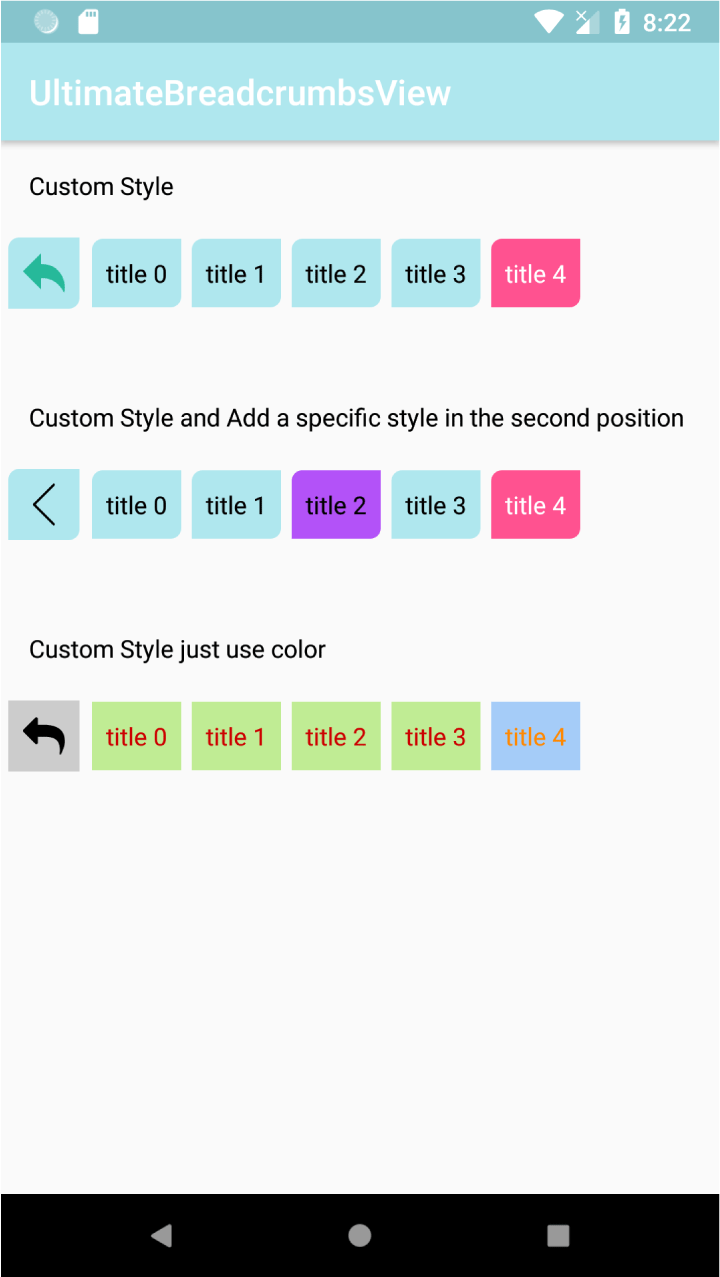 8:22
UltimateBreadcrumbsView
Custom Style
title 0 title 1 title 2 title 3 title 4
Custom Style and Add a specific style in the second position
title 0 title 1 title 2 title 3 title 4
Custom Style just use color
title 0 title 1 title 2 title 3 title 4